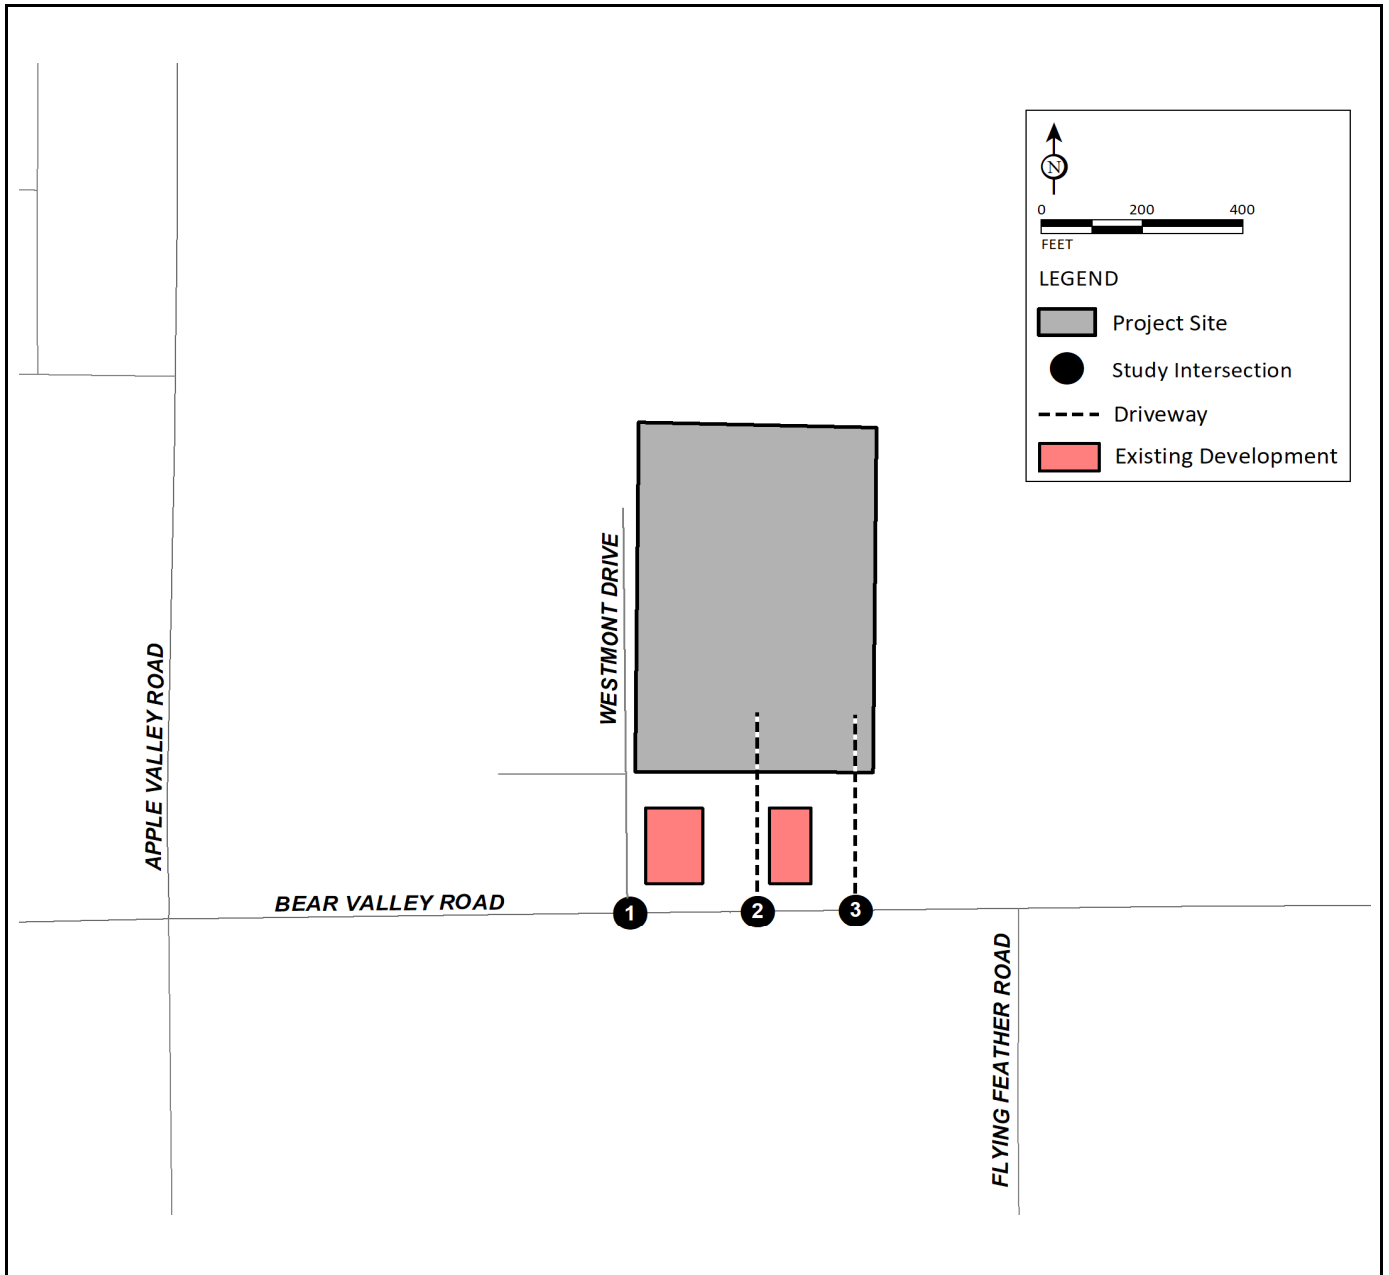 N
0 200 400
FEET
LEGEND
Project Site
Study Intersection
Driveway
Existing Development
WESTMONT DRIVE
APPLE VALLEY ROAD
BEAR VALLEY ROAD
1 2 3
FLYING FEATHER ROAD